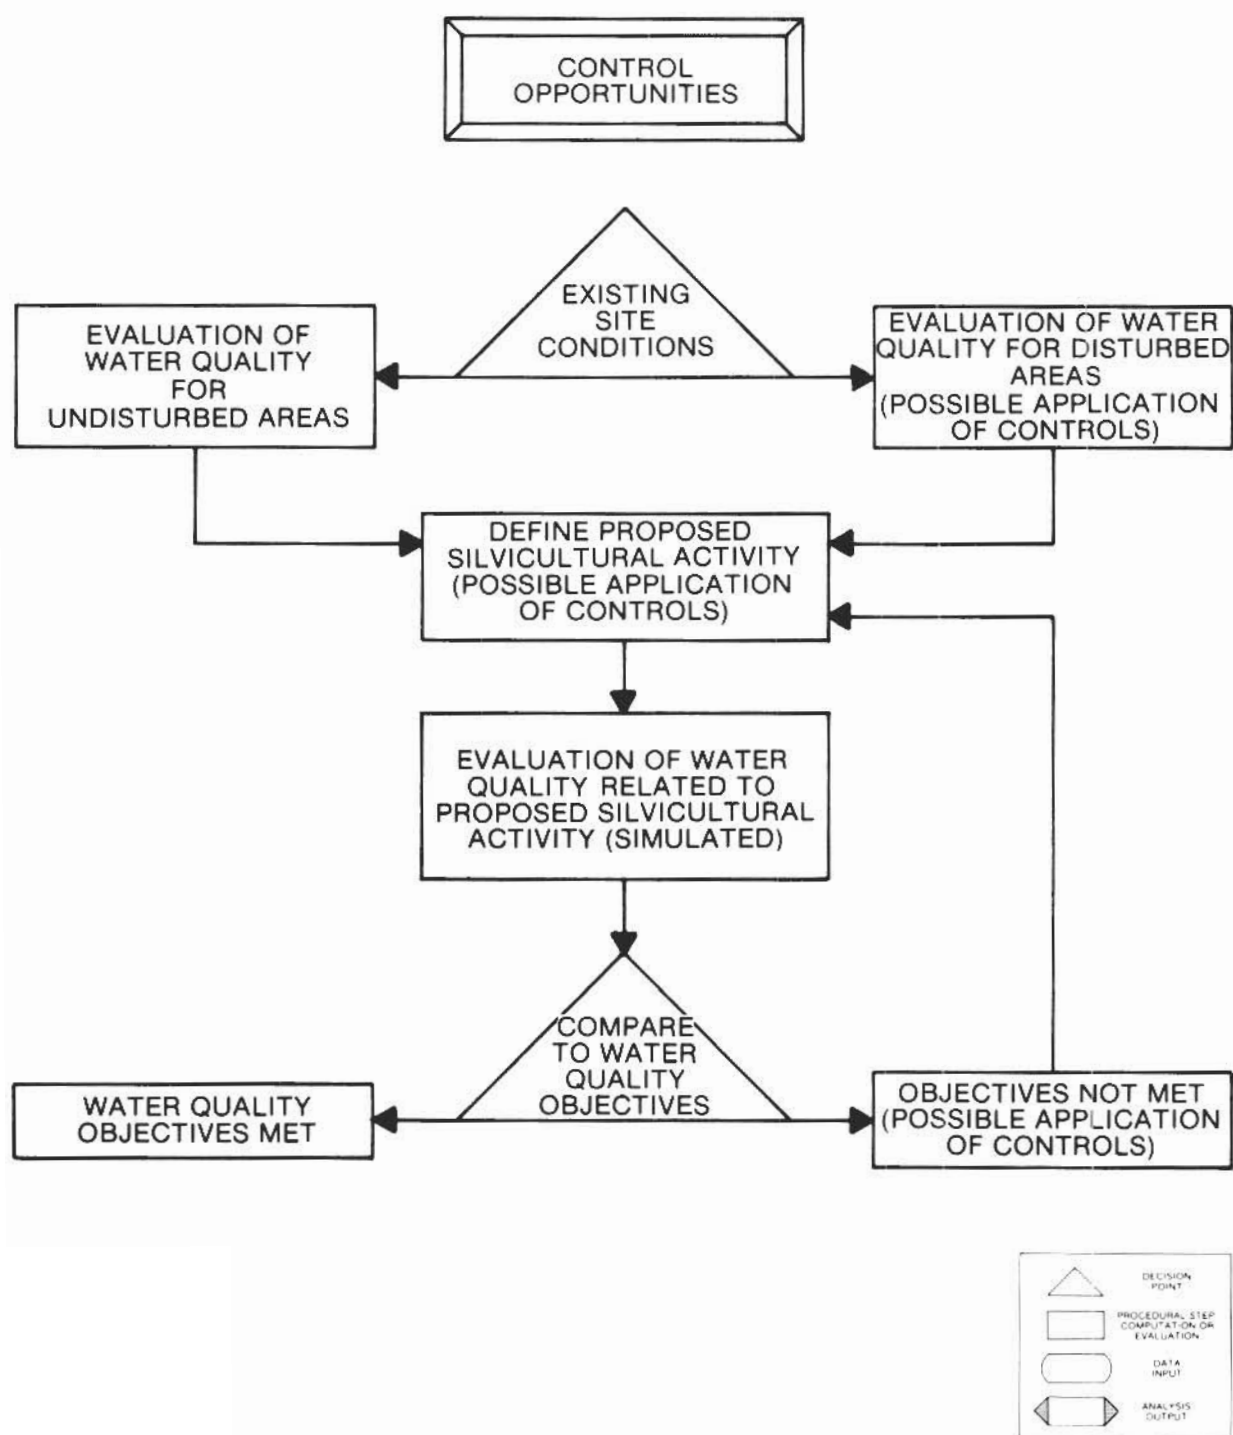 CONTROL
OPPORTUNITIES
EXISTING
SITE
CONDITIONS
EVALUATION OF
WATER QUALITY
FOR
UNDISTURBED AREAS
EVALUATION OF WATER
QUALITY FOR DISTURBED
AREAS
(POSSIBLE APPLICATION
OF CONTROLS)
DEFINE PROPOSED
SILVICULTURAL ACTIVITY
(POSSIBLE APPLICATION
OF CONTROLS)
EVALUATION OF WATER
QUALITY RELATED TO
PROPOSED SILVICULTURAL
ACTIVITY (SIMULATED)
COMPARE
TO WATER
QUALITY
OBJECTIVES
WATER QUALITY
OBJECTIVES MET
OBJECTIVES NOT MET
(POSSIBLE APPLICATION
OF CONTROLS)
DECISION
POINT
PROCEDURAL STEP
COMPUTATION OR
EVALUATION
DATA
INPUT
ANALYSIS
OUTPUT